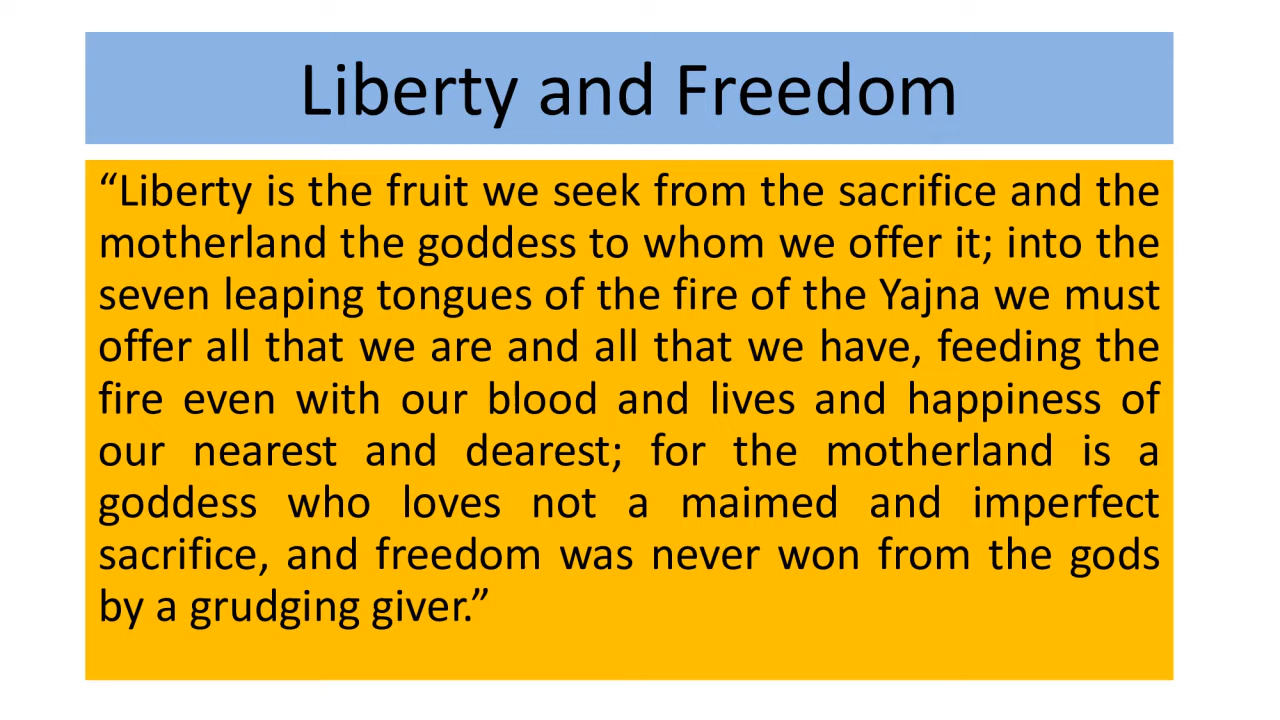 Liberty and Freedom
“Liberty is the fruit we seek from the sacrifice and the
motherland the goddess to whom we offer it; into the
seven leaping tongues of the fire of the Yajna we must
offer all that we are and all that we have, feeding the
fire even with our blood and lives and happiness of
our nearest and dearest; for the motherland is a
goddess who loves not a maimed and imperfect
sacrifice, and freedom was never won from the gods
by a grudging giver.”